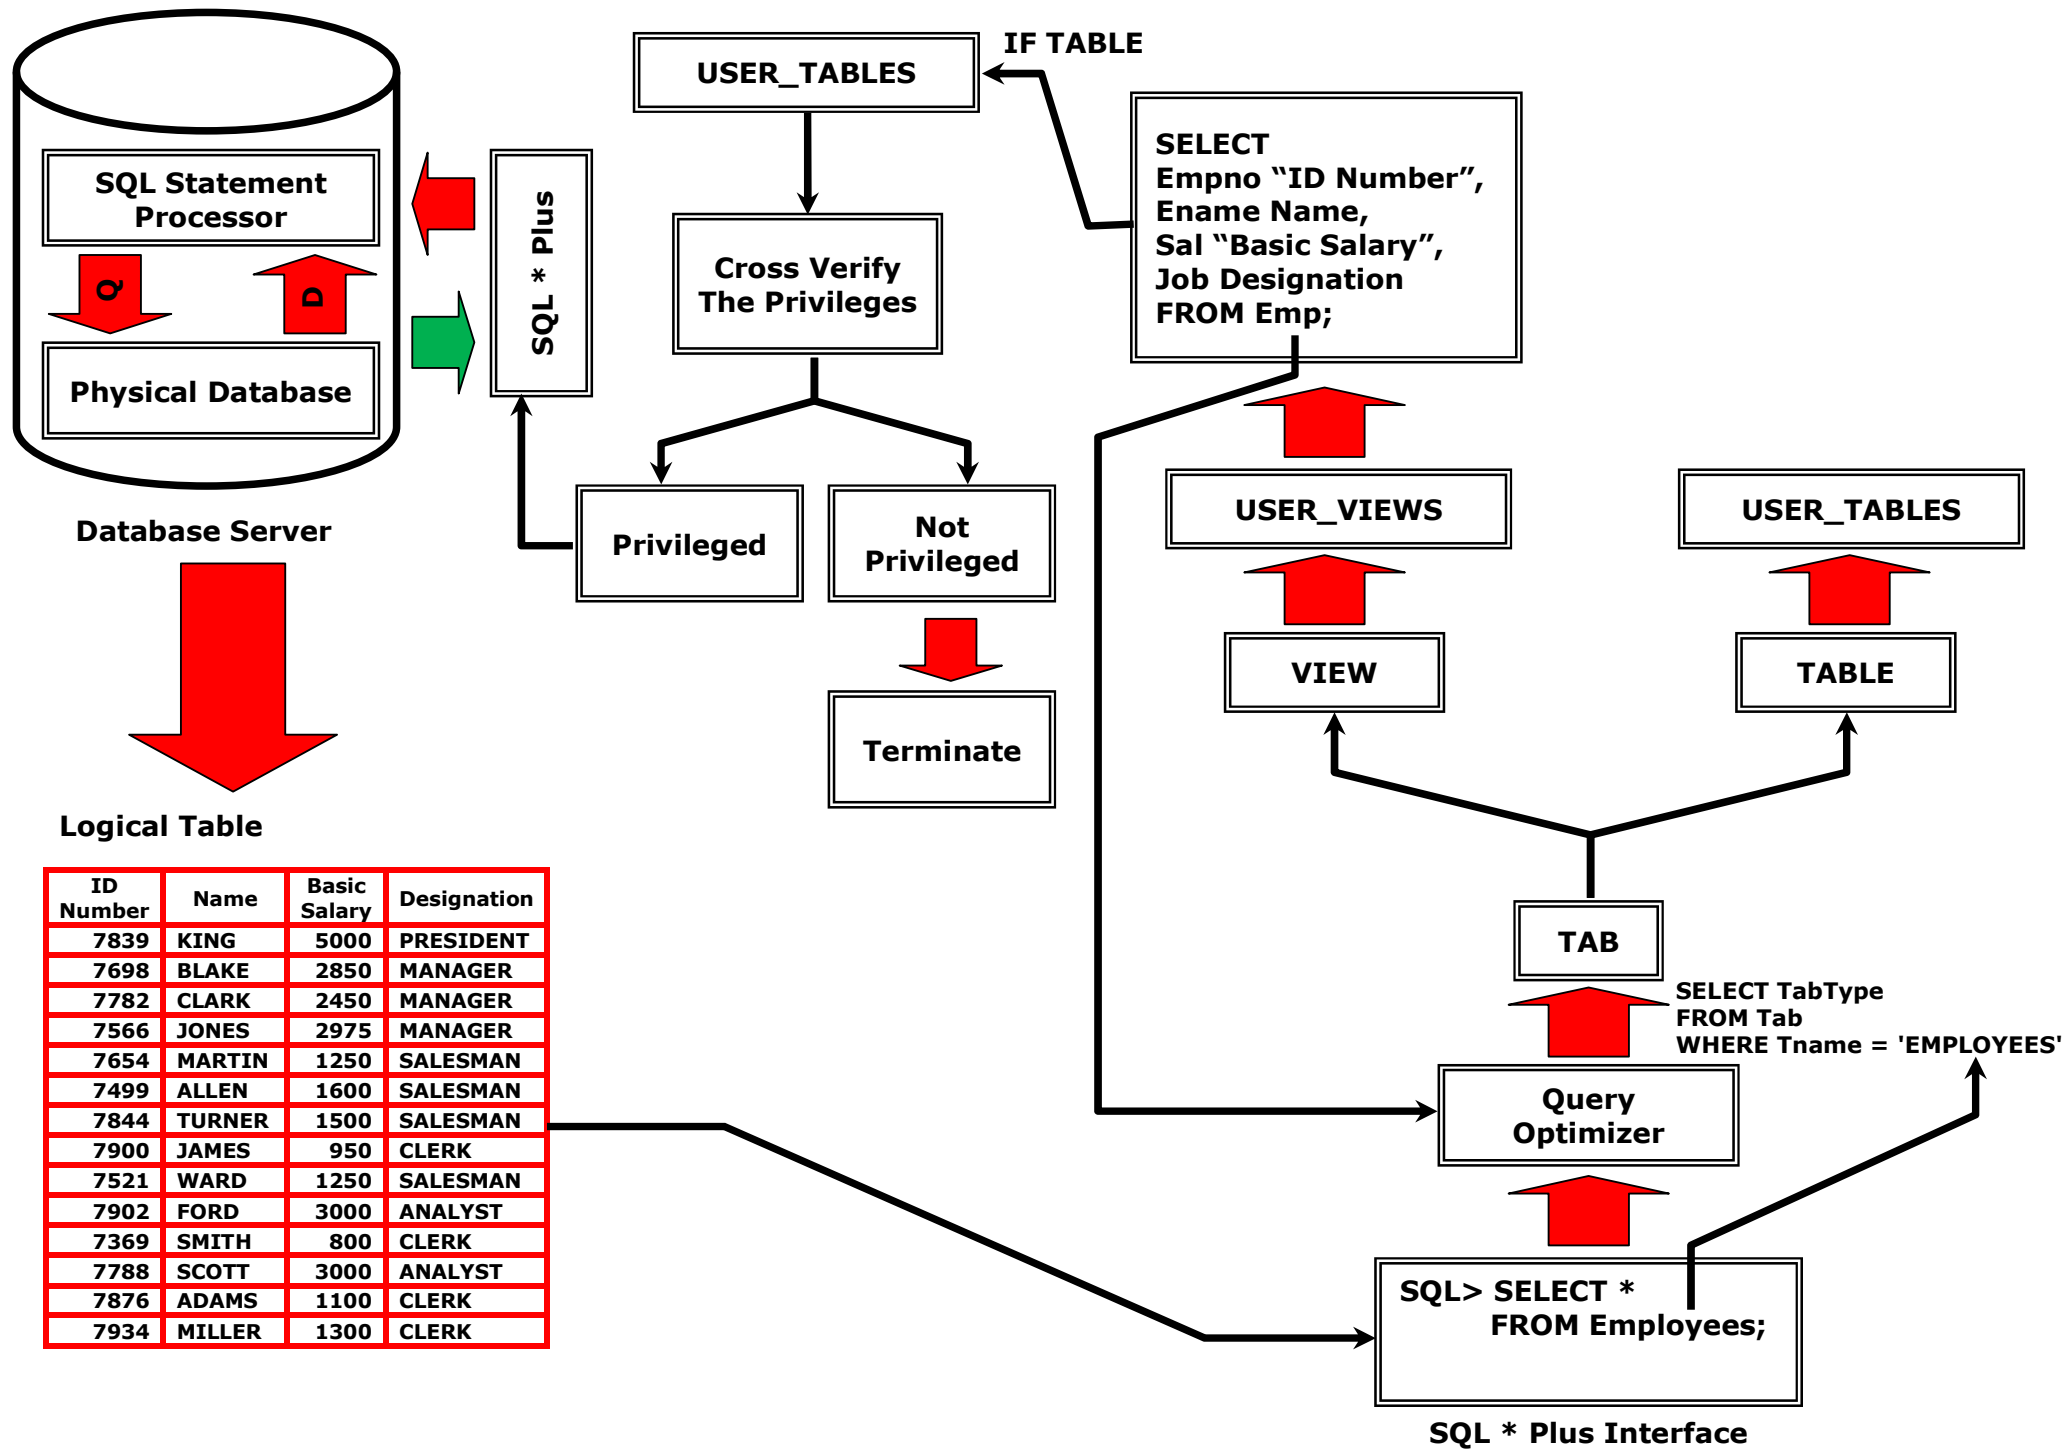 USER_TABLES
IF TABLE
SELECT
Empno “ID Number”,
Ename Name,
Sal “Basic Salary”,
Job Designation
FROM Emp;
SQL Statement
Processor
Q
D
Physical Database
SQL * Plus
Cross Verify
The Privileges
Database Server
Privileged
Not
Privileged
Terminate
USER_VIEWS
USER_TABLES
VIEW
TABLE
TAB
SELECT TabType
FROM Tab
WHERE Tname = 'EMPLOYEES'
Query
Optimizer
SQL> SELECT *
FROM Employees;
SQL * Plus Interface
Logical Table
ID Number Name Basic Salary Designation
7839 KING 5000 PRESIDENT
7698 BLAKE 2850 MANAGER
7782 CLARK 2450 MANAGER
7566 JONES 2975 MANAGER
7654 MARTIN 1250 SALESMAN
7499 ALLEN 1600 SALESMAN
7844 TURNER 1500 SALESMAN
7900 JAMES 950 CLERK
7521 WARD 1250 SALESMAN
7902 FORD 3000 ANALYST
7369 SMITH 800 CLERK
7788 SCOTT 3000 ANALYST
7876 ADAMS 1100 CLERK
7934 MILLER 1300 CLERK